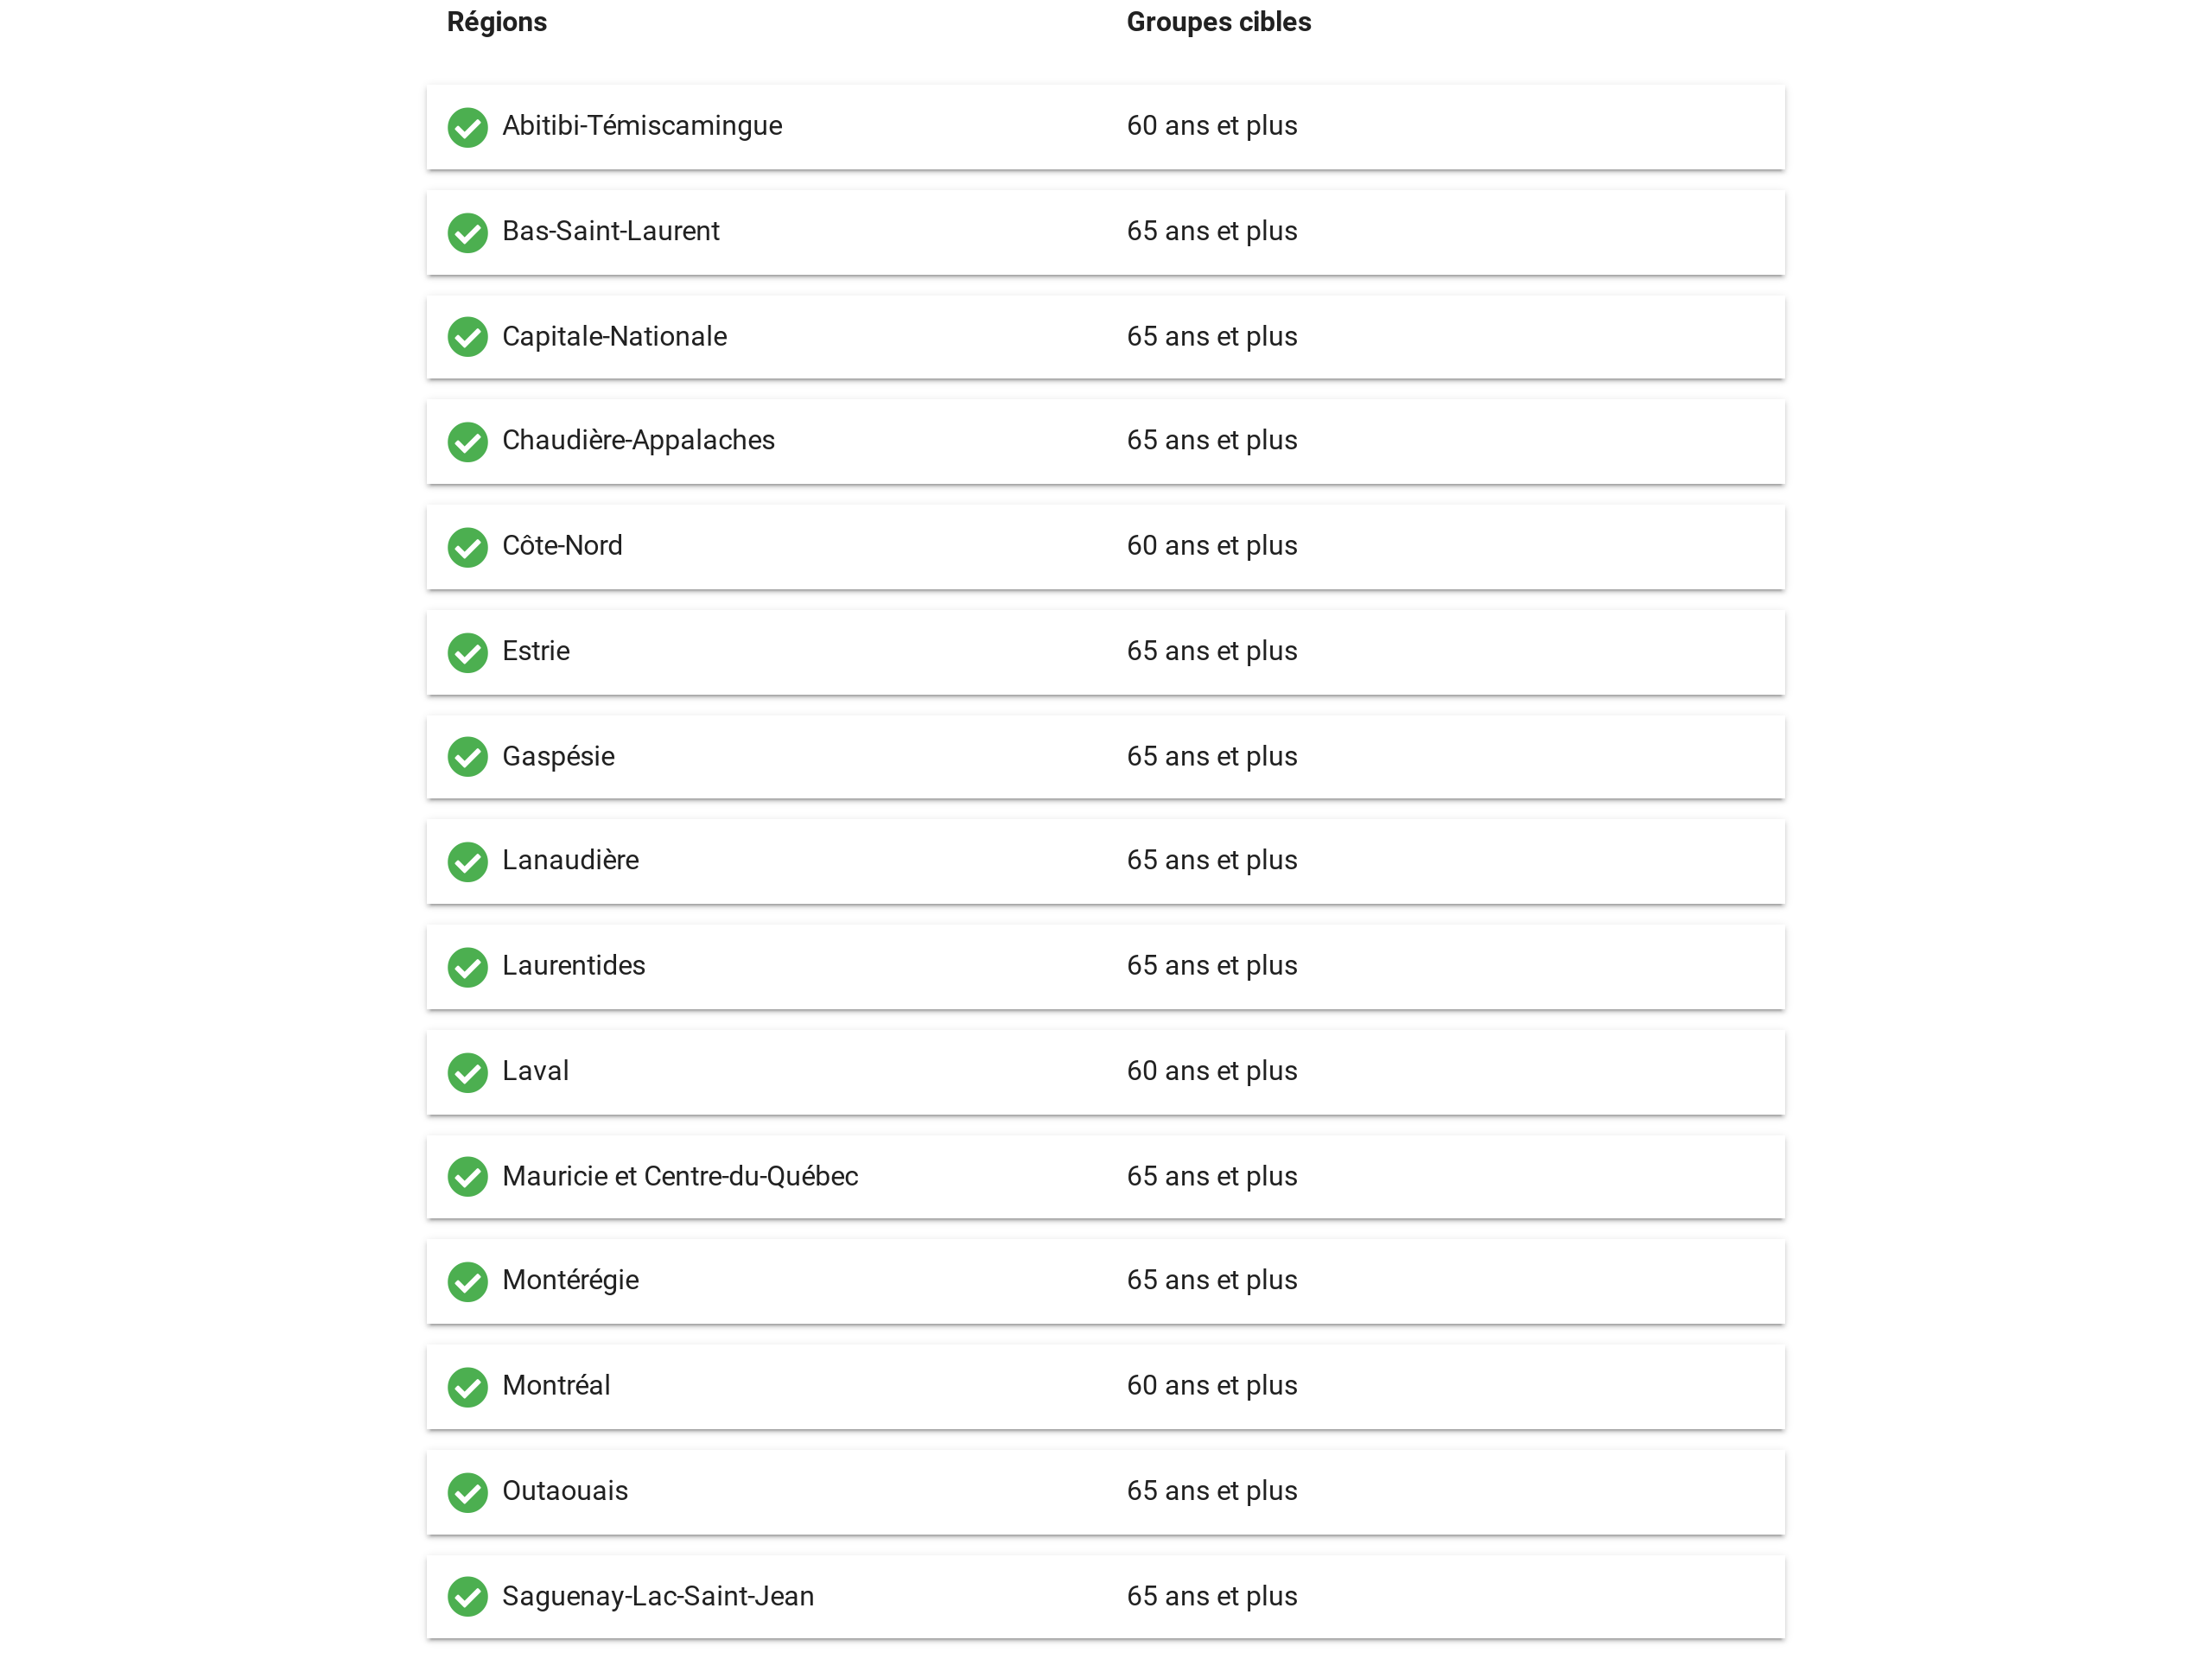 Régions Groupes cibles
Abitibi-Témiscamingue 60 ans et plus
Bas-Saint-Laurent 65 ans et plus
Capitale-Nationale 65 ans et plus
Chaudière-Appalaches 65 ans et plus
Côte-Nord 60 ans et plus
Estrie 65 ans et plus
Gaspésie 65 ans et plus
Lanaudière 65 ans et plus
Laurentides 65 ans et plus
Laval 60 ans et plus
Mauricie et Centre-du-Québec 65 ans et plus
Montérégie 65 ans et plus
Montréal 60 ans et plus
Outaouais 65 ans et plus
Saguenay-Lac-Saint-Jean 65 ans et plus